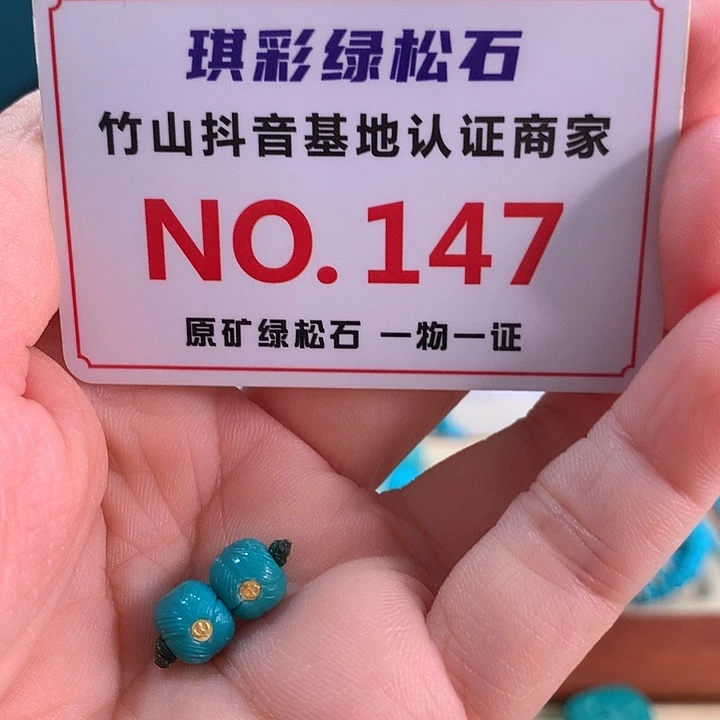 琪彩绿松石
竹山抖音基地认证商家
NO.147
原矿绿松石 一物一证